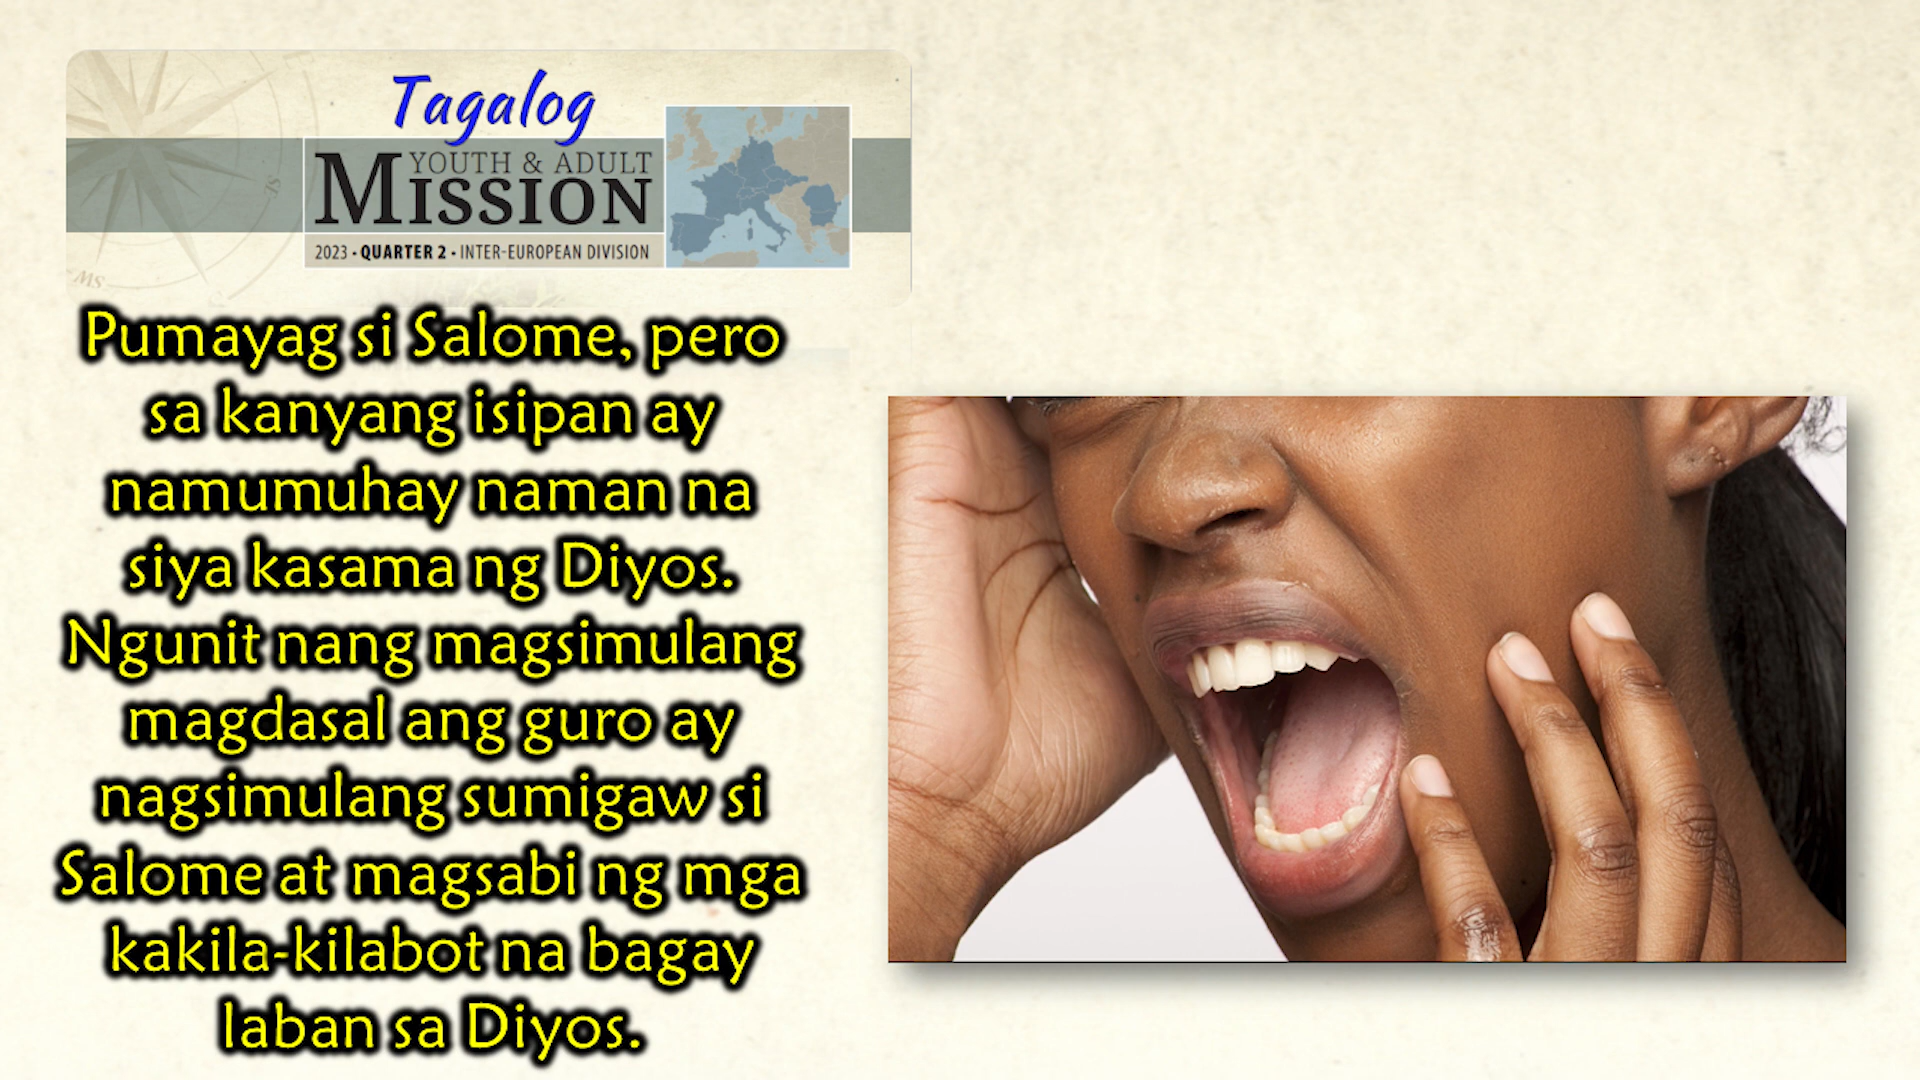 Tagalog
YOUTH & ADULT
MISSION
2023 • QUARTER 2 • INTER-EUROPEAN DIVISION
MS
Pumayag si Salome, pero
sa kanyang isipan ay
namumuhay naman na
siya kasama ng Diyos.
Ngunit nang magsimulang
magdasal ang guro ay
nagsimulang sumigaw si
Salome at magsabi ng mga
kakila-kilabot na bagay
laban sa Diyos.